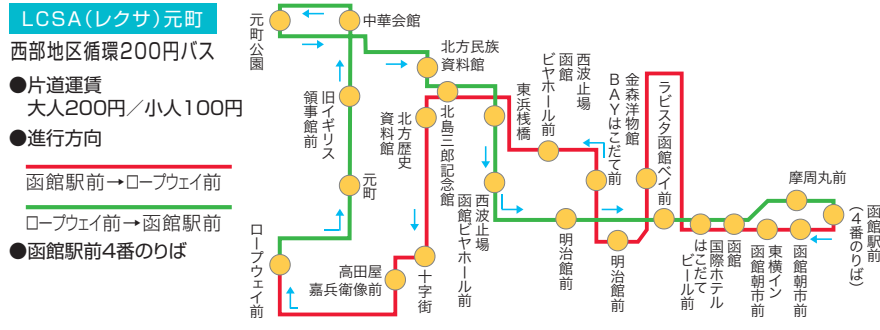 LCSA(レクサ)元町
西部地区循環200円バス
●片道運賃
大人200円/小人100円
●進行方向
函館駅前→ロープウェイ前
ロープウェイ前→函館駅前
●函館駅前4番のりば
元町公園
中華会館
旧イギリス
領事館前
元町
ロープウェイ前
高田屋
嘉兵衛像前
十字街
北方歴史
資料館
北方民族
資料館
北島三郎記念館
東浜桟橋
西波止場
函館ビヤホール前
西波止場
函館
ビヤホール前
金森洋物館
BAYはこだて前
明治館前
明治館前
ラビスタ函館ベイ前
はこだて
ビール前
函館
国際ホテル
東横イン
函館朝市前
函館朝市前
摩周丸前
函館駅前
(4番のりば)